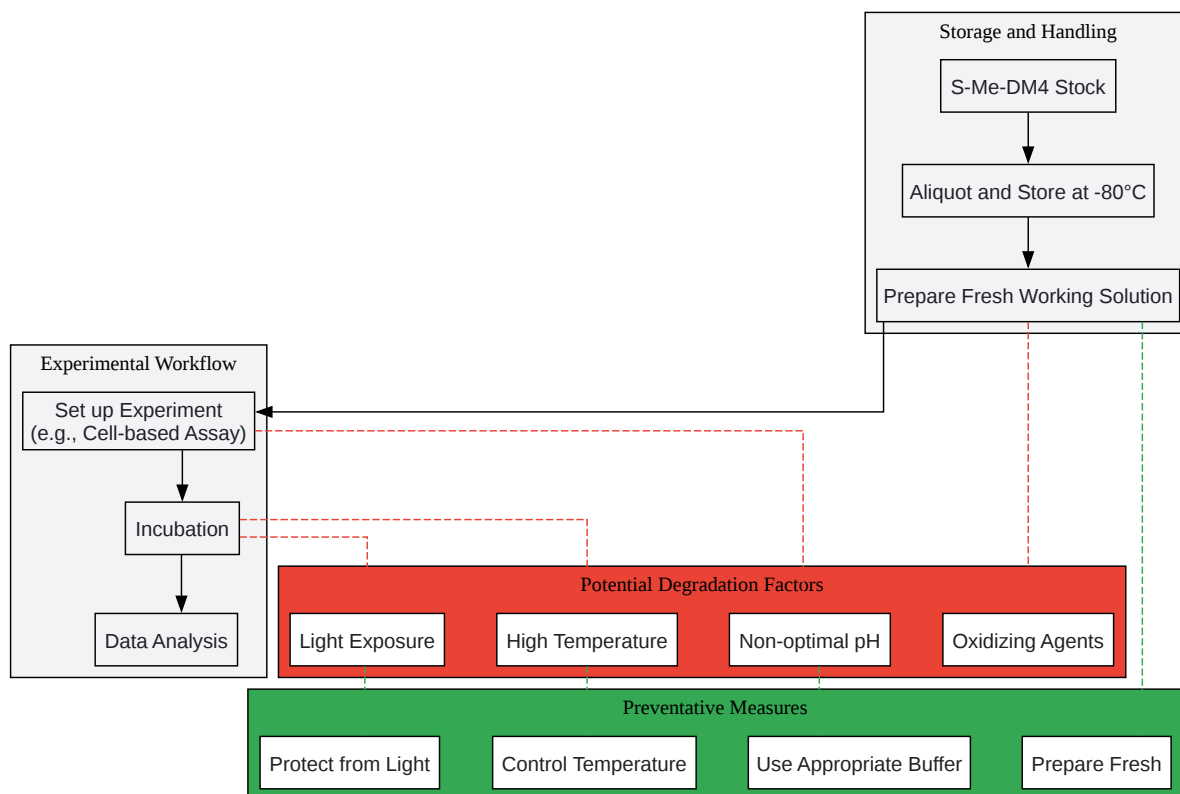 Storage and Handling
S-Me-DM4 Stock
Aliquot and Store at -80°C
Prepare Fresh Working Solution
Experimental Workflow
Set up Experiment
(e.g., Cell-based Assay)
Incubation
Data Analysis
Potential Degradation Factors
Light Exposure
High Temperature
Non-optimal pH
Oxidizing Agents
Preventative Measures
Protect from Light
Control Temperature
Use Appropriate Buffer
Prepare Fresh